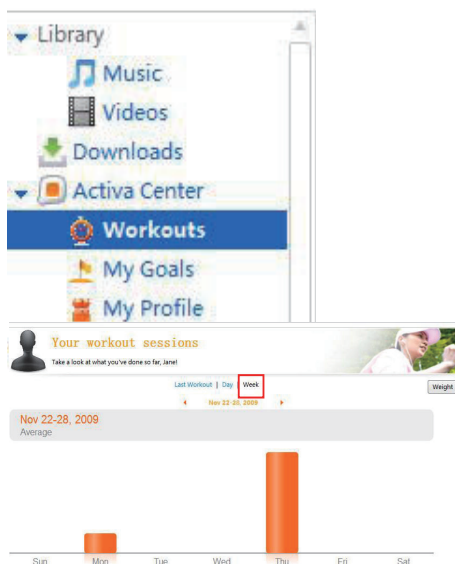 Library
Music
Videos
Downloads
Activa Center
Workouts
My Goals
My Profile
Your workout sessions
Take a look at what you've done so far, Jane!
Last Workout | Day | Week
Weight
Nov 22-28, 2009
Nov 22-28, 2009
Average
Sun Mon Tue Wed Thu Fri Sat